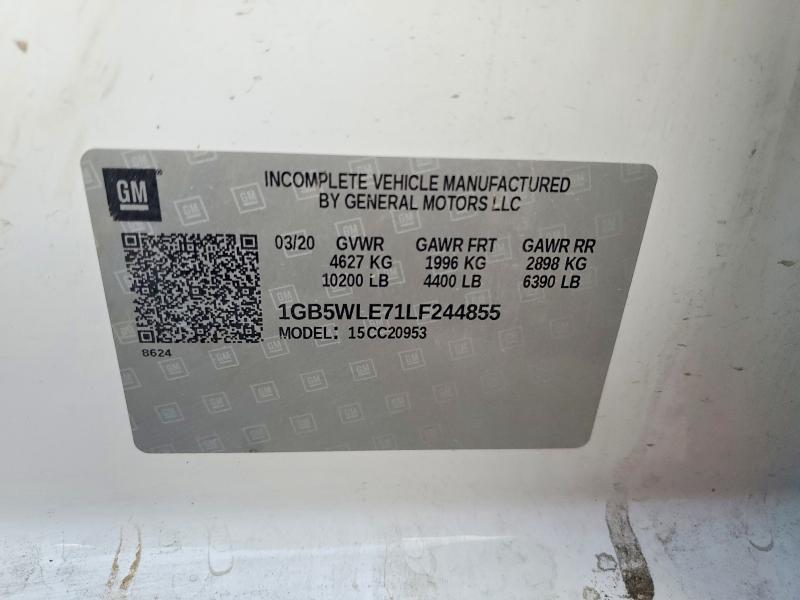 GM
INCOMPLETE VEHICLE MANUFACTURED
BY GENERAL MOTORS LLC
03/20 GVWR GAWR FRT GAWR RR
4627 KG 1996 KG 2898 KG
10200 LB 4400 LB 6390 LB
1GB5WLE71LF244855
MODEL: 15CC20953
8624